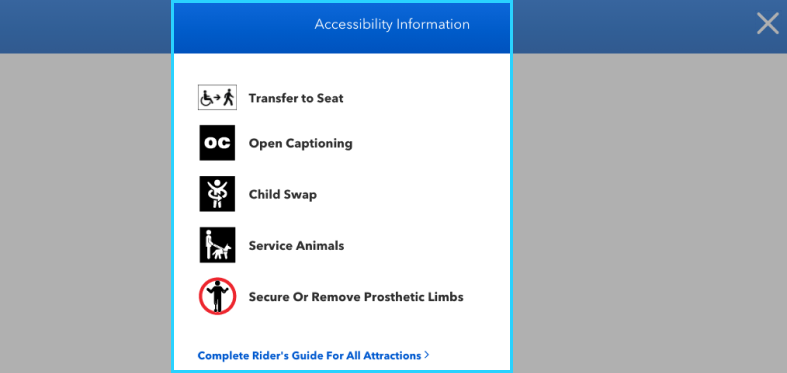 Accessibility Information
Transfer to Seat
OC
Open Captioning
Child Swap
Service Animals
Secure Or Remove Prosthetic Limbs
Complete Rider's Guide For All Attractions